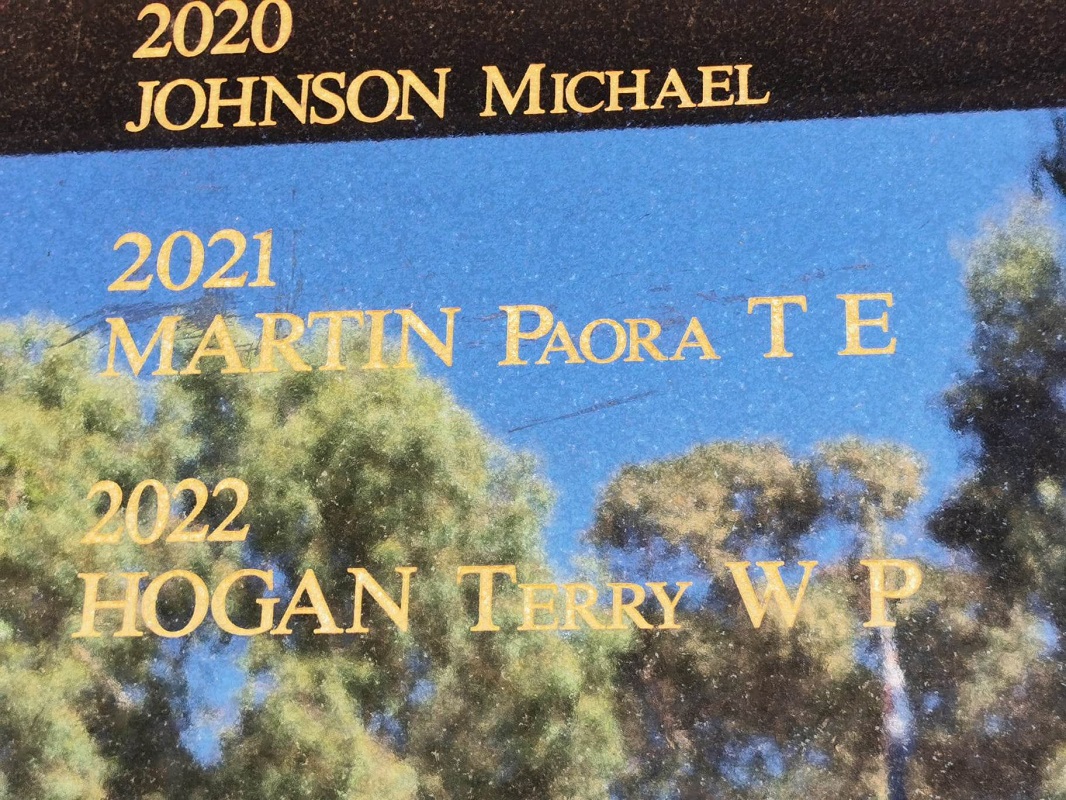 2020
JOHNSON MICHAEL
2021
MARTIN PAORA T E
2022
HOGAN TERRY W P